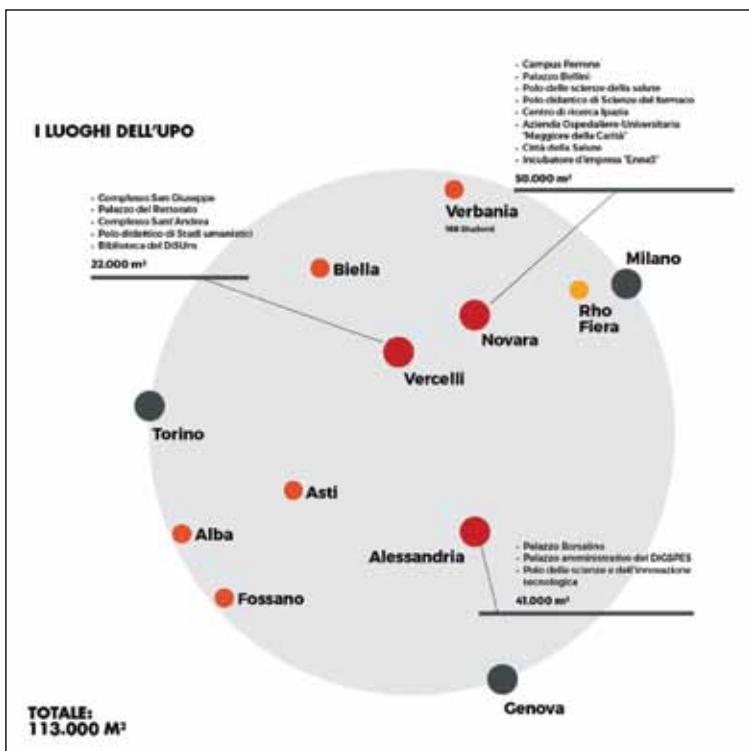 I LUOGHI DELL'UPO
- Campus Perrone
- Palazzo Bellini
- Polo delle scienze della salute
- Polo didattico di Scienze del farmaco
- Centro di ricerca Ipazia
- Azienda Ospedaliero-Universitaria
"Maggiore della Carità"
- Città della Salute
- Incubatore d'impresa "Enne3"
50.000 m²
- Complesso San Giuseppe
- Palazzo del Rettorato
- Complesso Sant'Andrea
- Polo didattico di Studi umanistici
- Biblioteca del DiSUm
22.000 m²
Verbania
Studenti
Biella
Milano
Rho
Fiera
Novara
Vercelli
Torino
Asti
Alba
Alessandria
Fossano
- Palazzo Borsalino
- Palazzo amministrativo del DiGSPES
- Polo delle scienze e dell'innovazione
tecnologica
41.000 m²
Genova
TOTALE:
113.000 M²